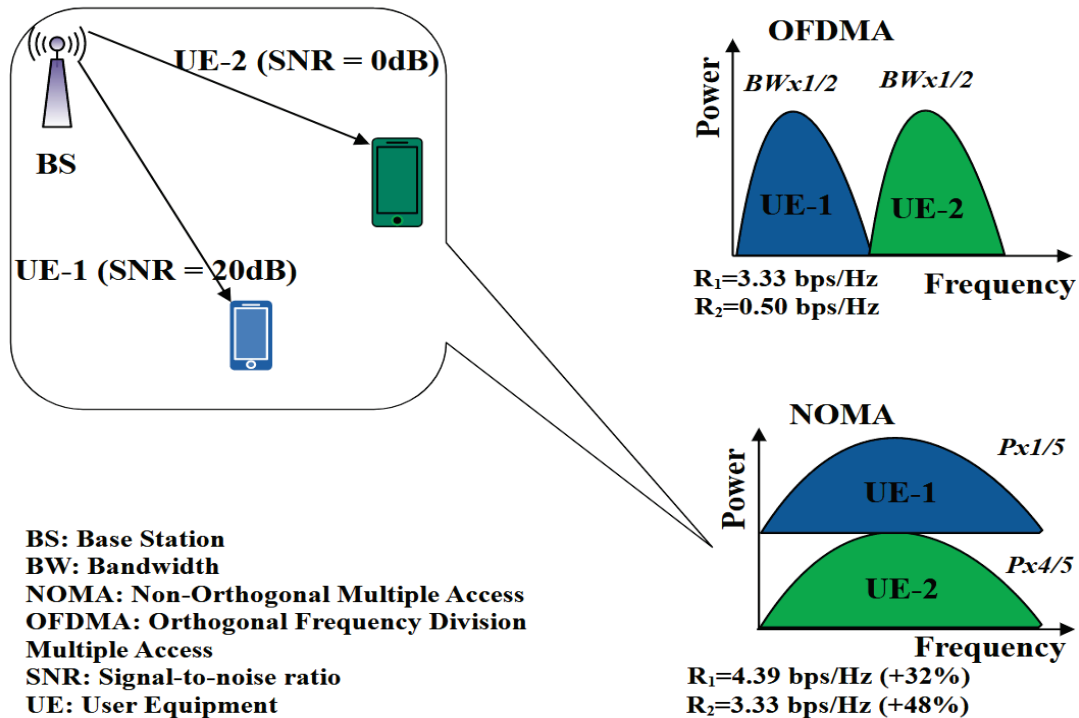 UE-2 (SNR = 0dB)
BS
UE-1 (SNR = 20dB)
OFDMA
BWx1/2 BWx1/2
Power
UE-1 UE-2
Frequency
R₁=3.33 bps/Hz
R₂=0.50 bps/Hz
NOMA
Px1/5
Power
UE-1
Px4/5
UE-2
Frequency
R₁=4.39 bps/Hz (+32%)
R₂=3.33 bps/Hz (+48%)
BS: Base Station
BW: Bandwidth
NOMA: Non-Orthogonal Multiple Access
OFDMA: Orthogonal Frequency Division
Multiple Access
SNR: Signal-to-noise ratio
UE: User Equipment